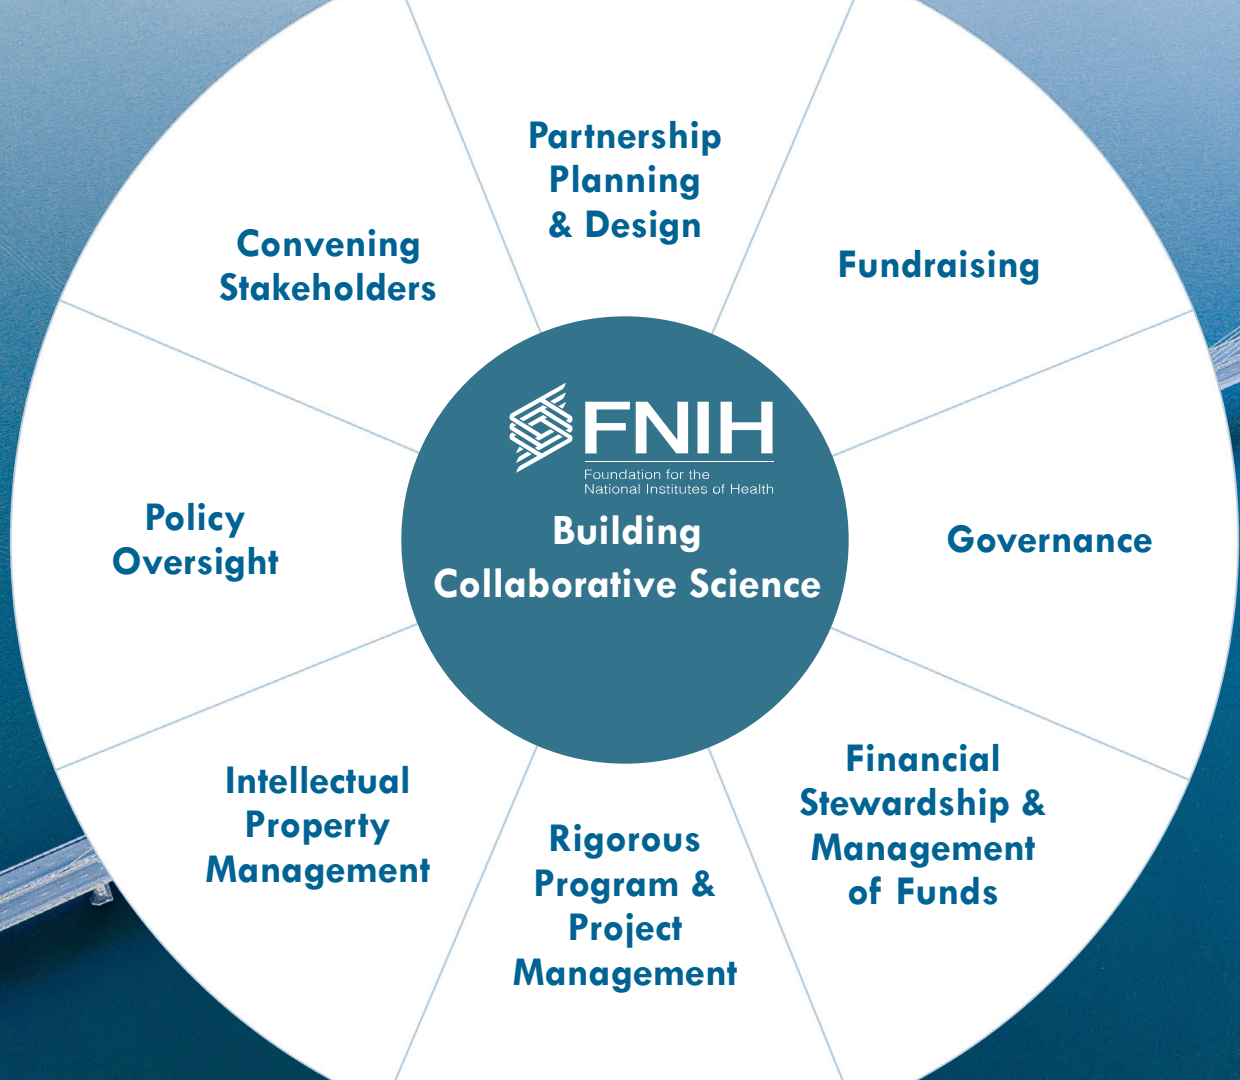 Partnership
Planning
& Design
Fundraising
Governance
Financial
Stewardship &
Management
of Funds
Rigorous
Program &
Project
Management
Intellectual
Property
Management
Policy
Oversight
Convening
Stakeholders
FNIH
Foundation for the
National Institutes of Health
Building
Collaborative Science